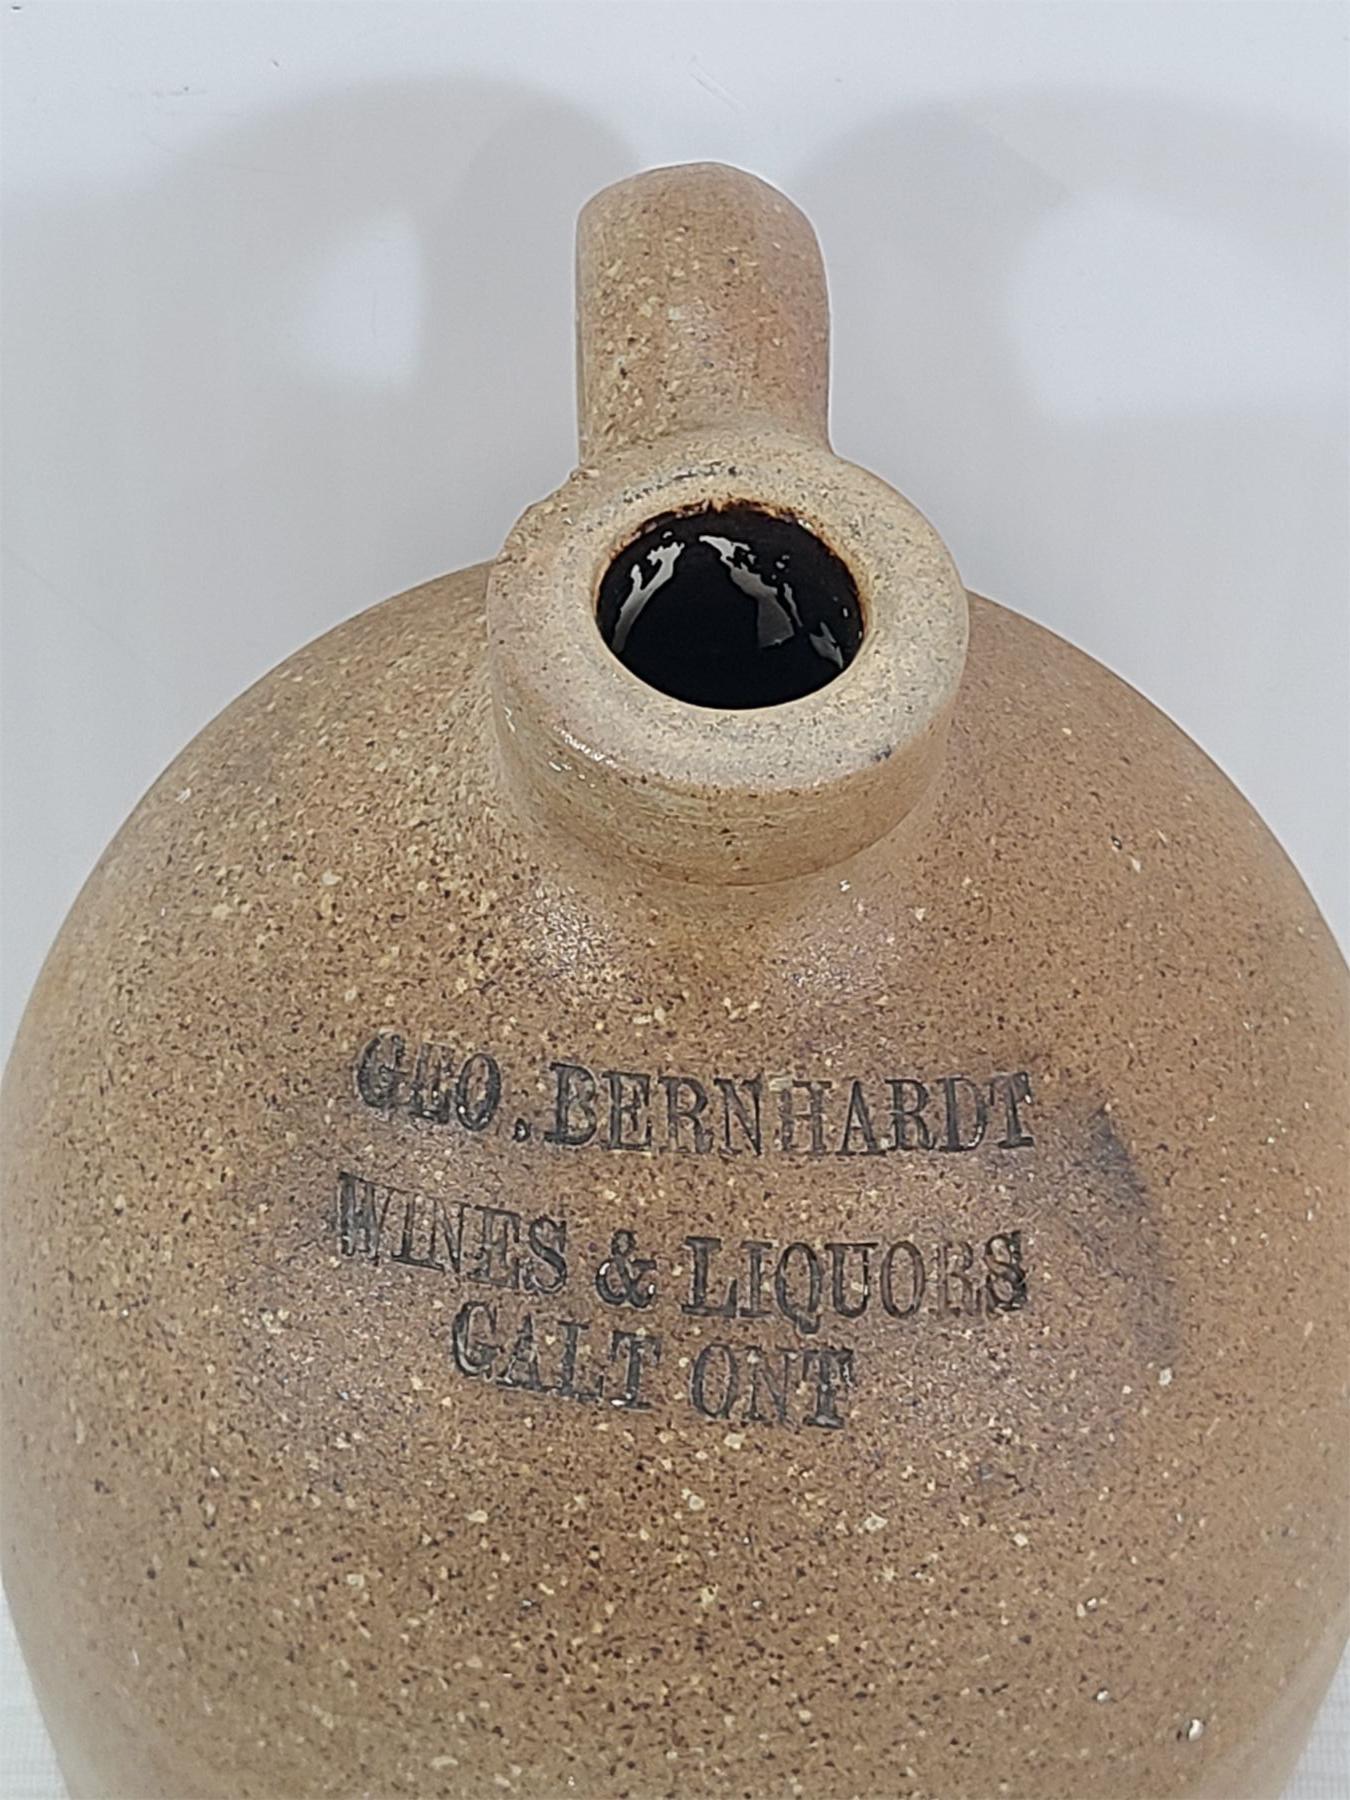 GEO. BERNHARDT
WINES & LIQUORS
GALT ONT